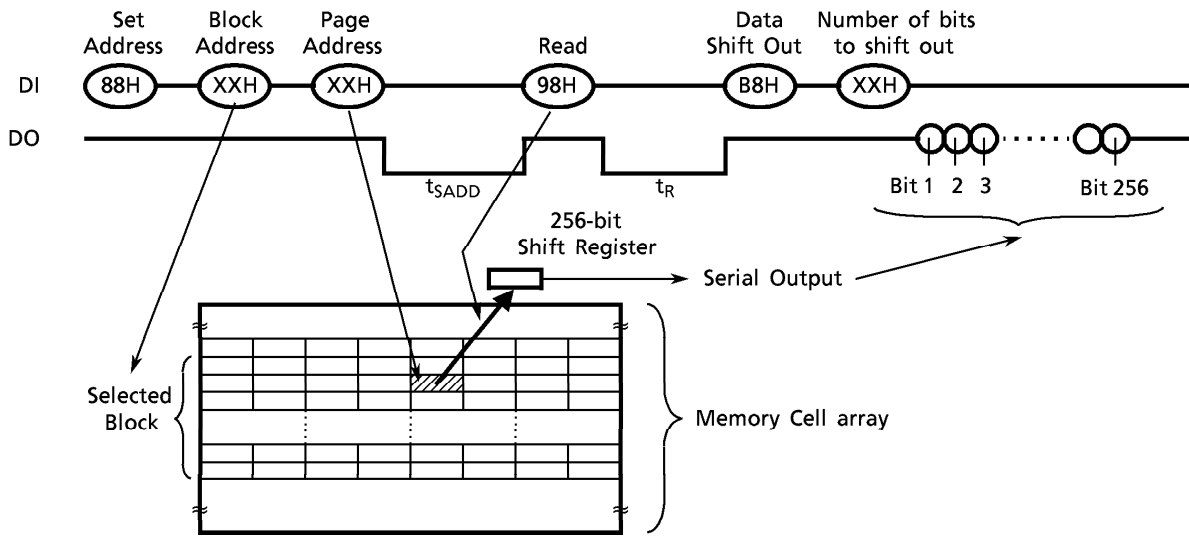 Set
Address
Block
Address
Page
Address
Read
Data
Shift Out
Number of bits
to shift out
DI
88H
XXH
XXH
98H
B8H
XXH
DO
tSADD
tR
Bit 1 2 3
Bit 256
256-bit
Shift Register
Serial Output
Selected
Block
Memory Cell array